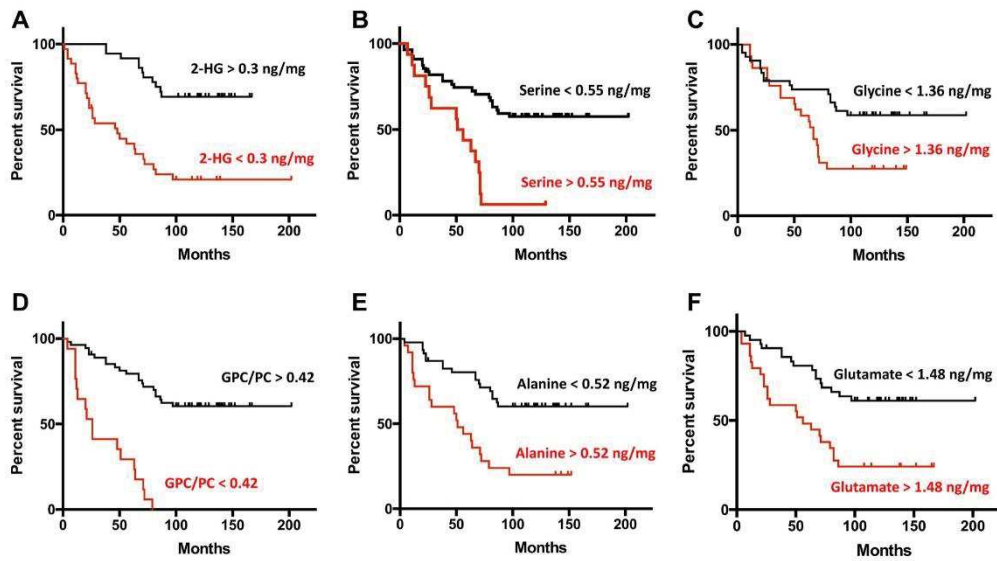 A
Percent survival
100
50
0
2-HG > 0.3 ng/mg
2-HG < 0.3 ng/mg
0 50 100 150 200
Months
B
Percent survival
100
50
0
Serine < 0.55 ng/mg
Serine > 0.55 ng/mg
0 50 100 150 200
Months
C
Percent survival
100
50
0
Glycine < 1.36 ng/mg
Glycine > 1.36 ng/mg
0 50 100 150 200
Months
D
Percent survival
100
50
0
GPC/PC > 0.42
GPC/PC < 0.42
0 50 100 150 200
Months
E
Percent survival
100
50
0
Alanine < 0.52 ng/mg
Alanine > 0.52 ng/mg
0 50 100 150 200
Months
F
Percent survival
100
50
0
Glutamate < 1.48 ng/mg
Glutamate > 1.48 ng/mg
0 50 100 150 200
Months